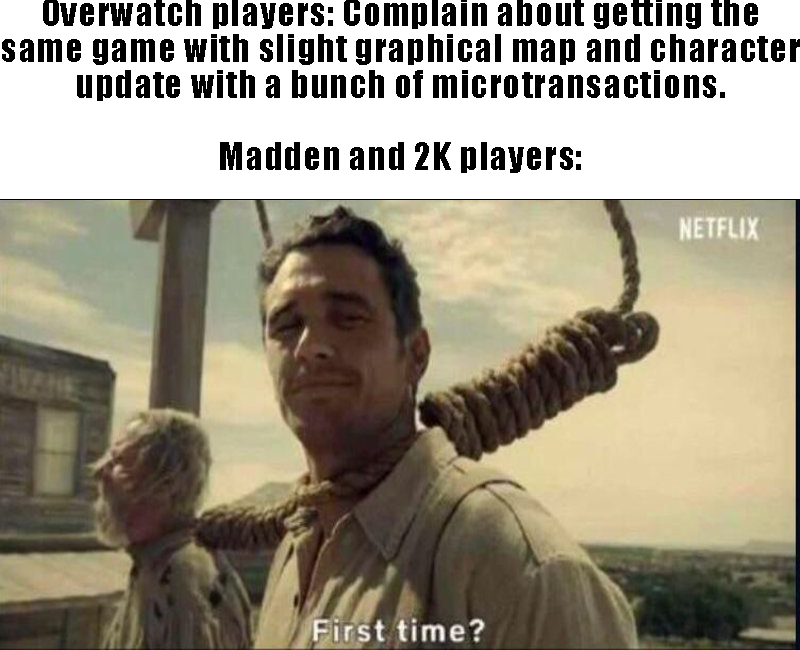 Overwatch players: Complain about getting the
same game with slight graphical map and character
update with a bunch of microtransactions.
Madden and 2K players:
NETFLIX
First time?